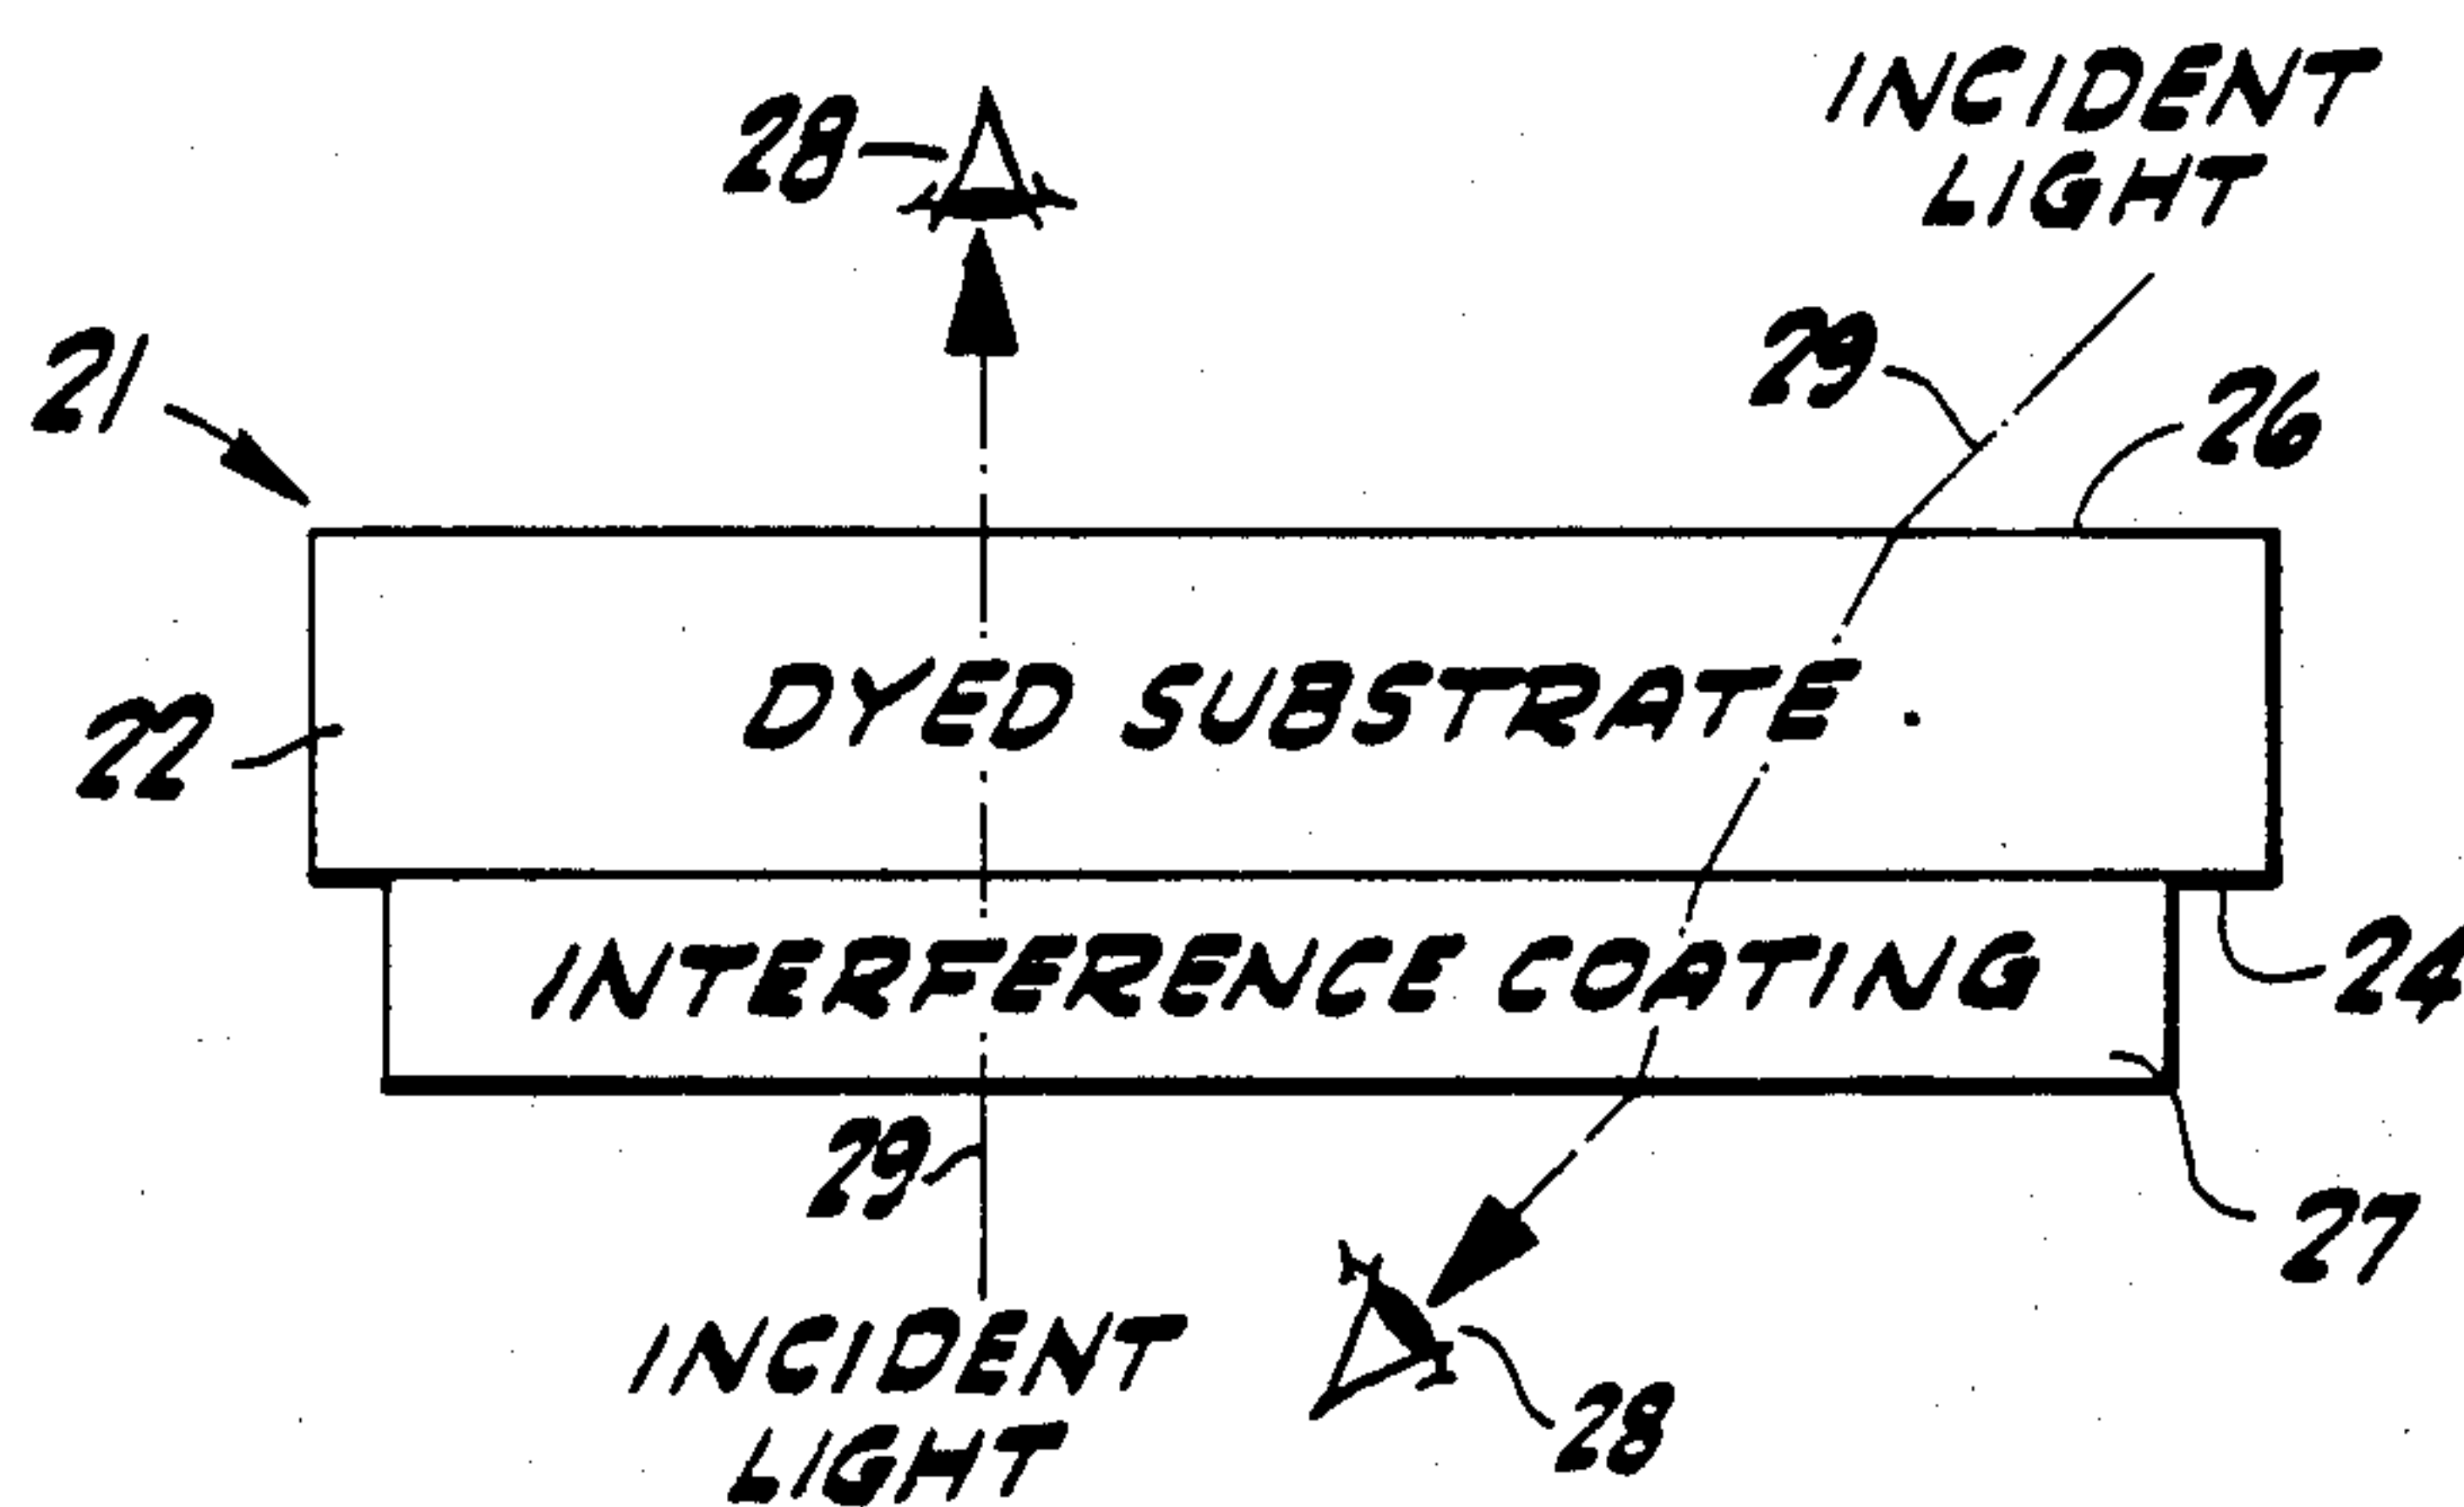 INCIDENT
LIGHT
28
29
21
26
22
DYED SUBSTRATE.
INTERFERENCE COATING
24
29
27
INCIDENT
LIGHT
28